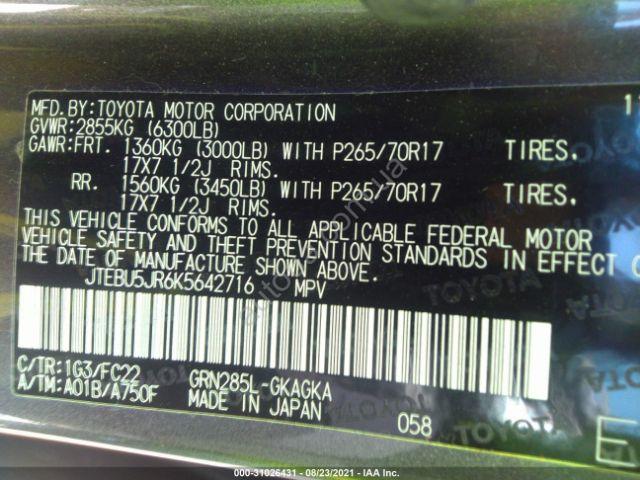 MFD.BY:TOYOTA MOTOR CORPORATION
GVWR:2855KG (6300LB)
GAWR:FRT. 1360KG (3000LB) WITH P265/70R17 TIRES.
17X7 1/2J RIMS.
RR. 1560KG (3450LB) WITH P265/70R17 TIRES.
17X7 1/2J RIMS.
THIS VEHICLE CONFORMS TO ALL APPLICABLE FEDERAL MOTOR
VEHICLE SAFETY AND THEFT PREVENTION STANDARDS IN EFFECT
THE DATE OF MANUFACTURE SHOWN ABOVE.
JTEBU5JR6K5642716 MPV
C/TR:1G3/FC22
A/TM:A01B/A750F
GRN285L-GKAGKA
MADE IN JAPAN
058
TOYOTA
TOYOTA
TOYOTA
000-31026431 - 08/23/2021 - IAA Inc.